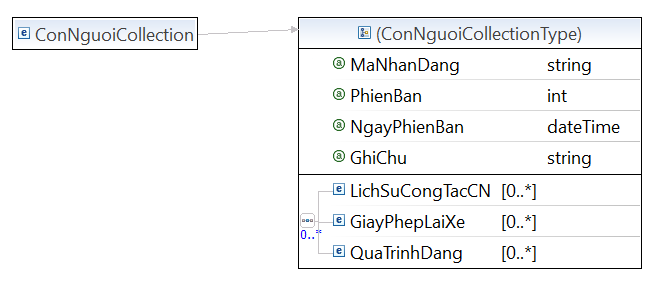 ConNguoiCollection
(ConNguoiCollectionType)
MaNhanDang string
PhienBan int
NgayPhienBan dateTime
GhiChu string
LichSuCongTacCN [0..*]
GiayPhepLaiXe [0..*]
0..*
QuaTrinhDang [0..*]